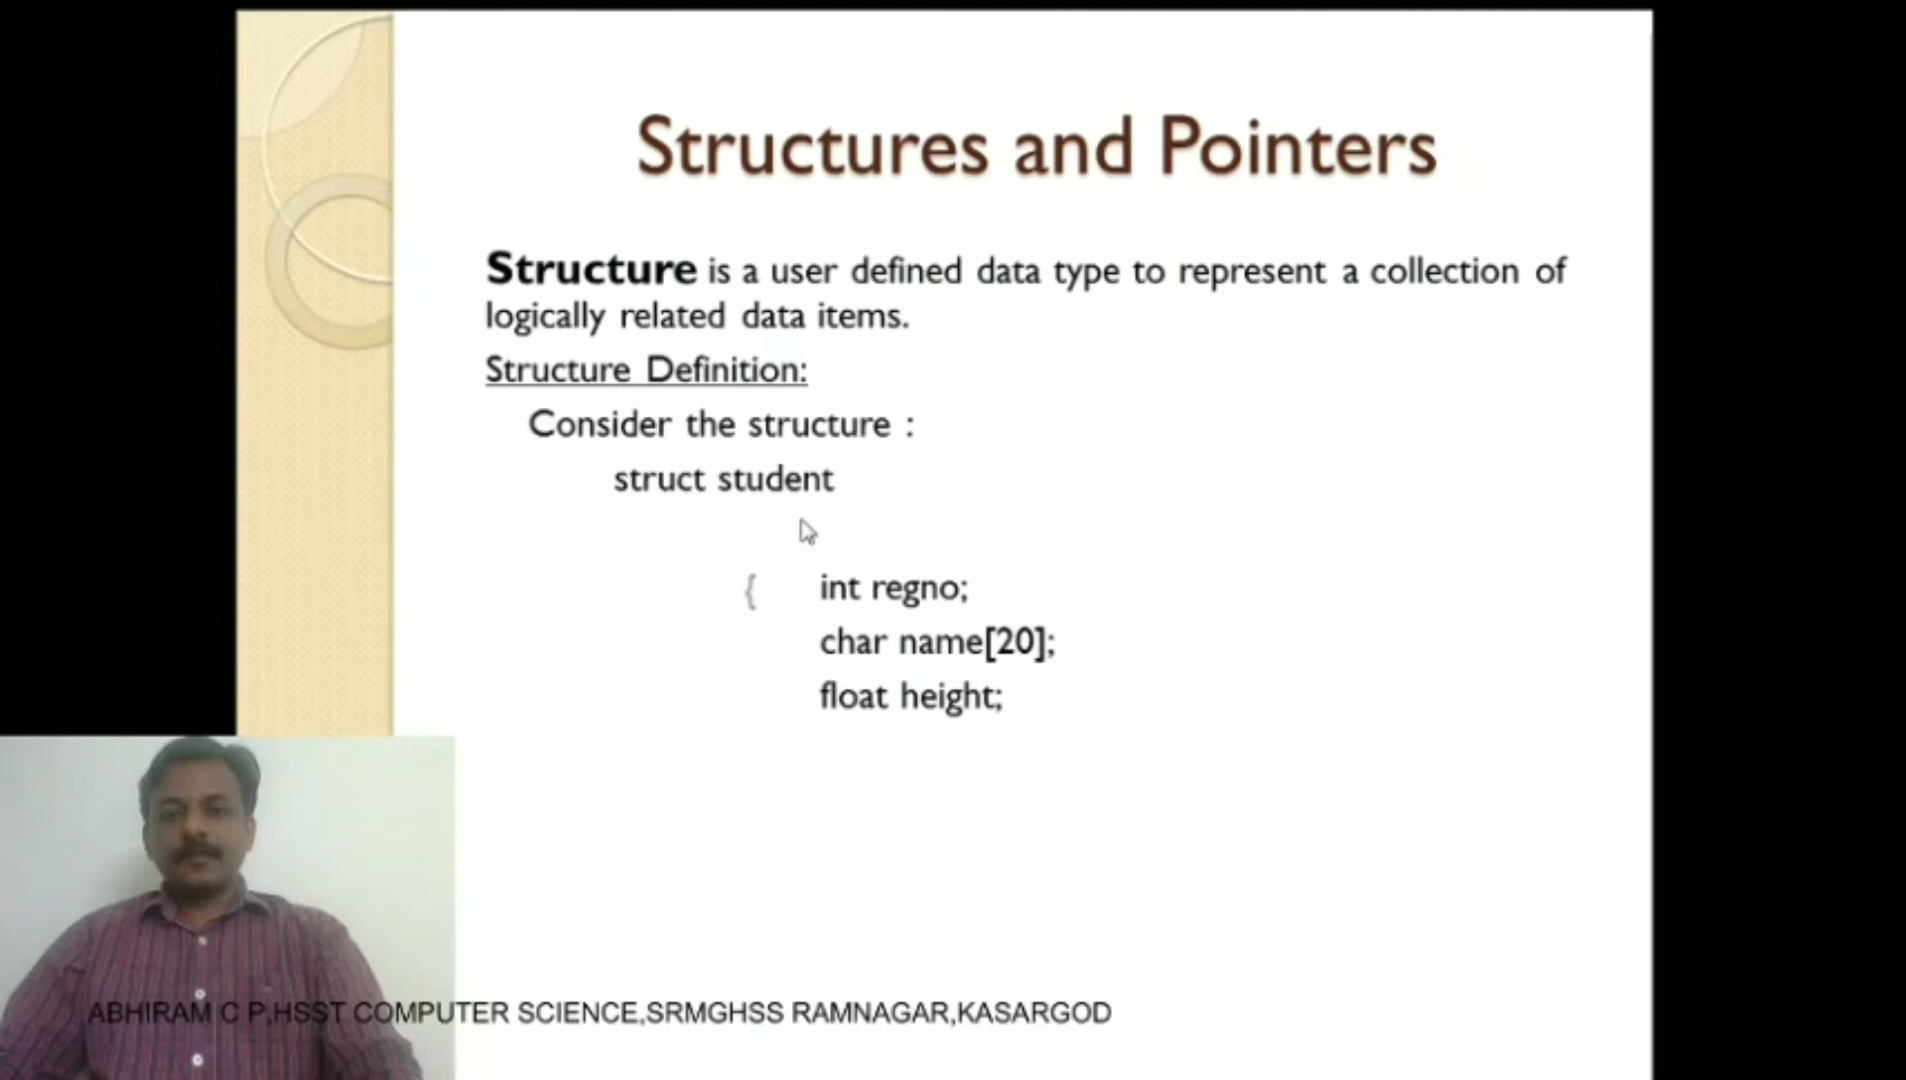 Structures and Pointers
Structure is a user defined data type to represent a collection of
logically related data items.
Structure Definition:
Consider the structure :
struct student
{ int regno;
char name[20];
float height;
ABHIRAM C P,HSST COMPUTER SCIENCE,SRMGHSS RAMNAGAR,KASARGOD